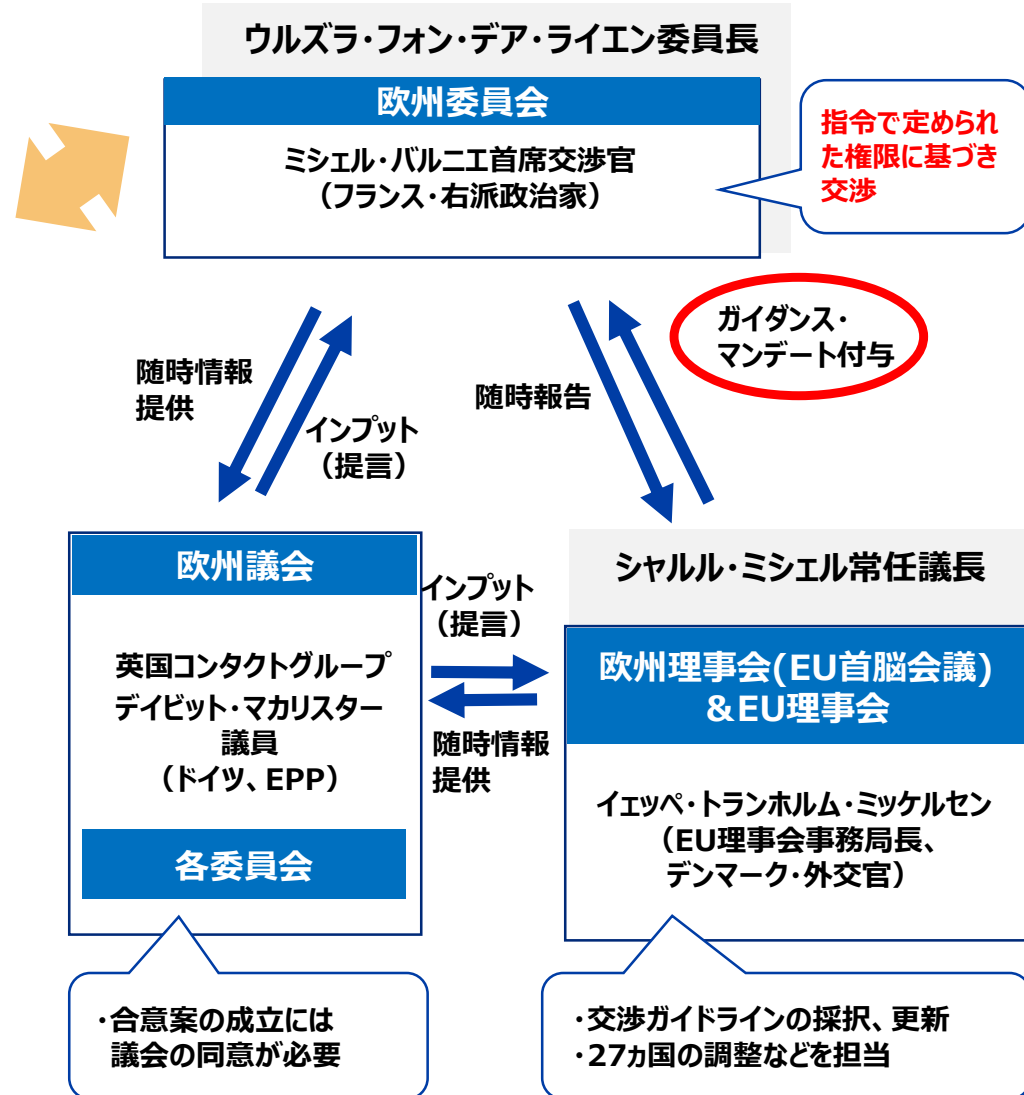 ウルズラ・フォン・デア・ライエン委員長
欧州委員会
ミシェル・バルニエ首席交渉官
（フランス・右派政治家）
指令で定められ
た権限に基づき
交渉
ガイダンス・
マンデート付与
随時情報
提供
インプット
（提言）
随時報告
欧州議会
英国コンタクトグループ
デイビット・マカリスター
議員
（ドイツ、EPP）
各委員会
インプット
（提言）
随時情報
提供
シャルル・ミシェル常任議長
欧州理事会(EU首脳会議)
&EU理事会
イェッペ・トランホルム・ミッケルセン
（EU理事会事務局長、
デンマーク・外交官）
・合意案の成立には
議会の同意が必要
・交渉ガイドラインの採択、更新
・27ヵ国の調整などを担当